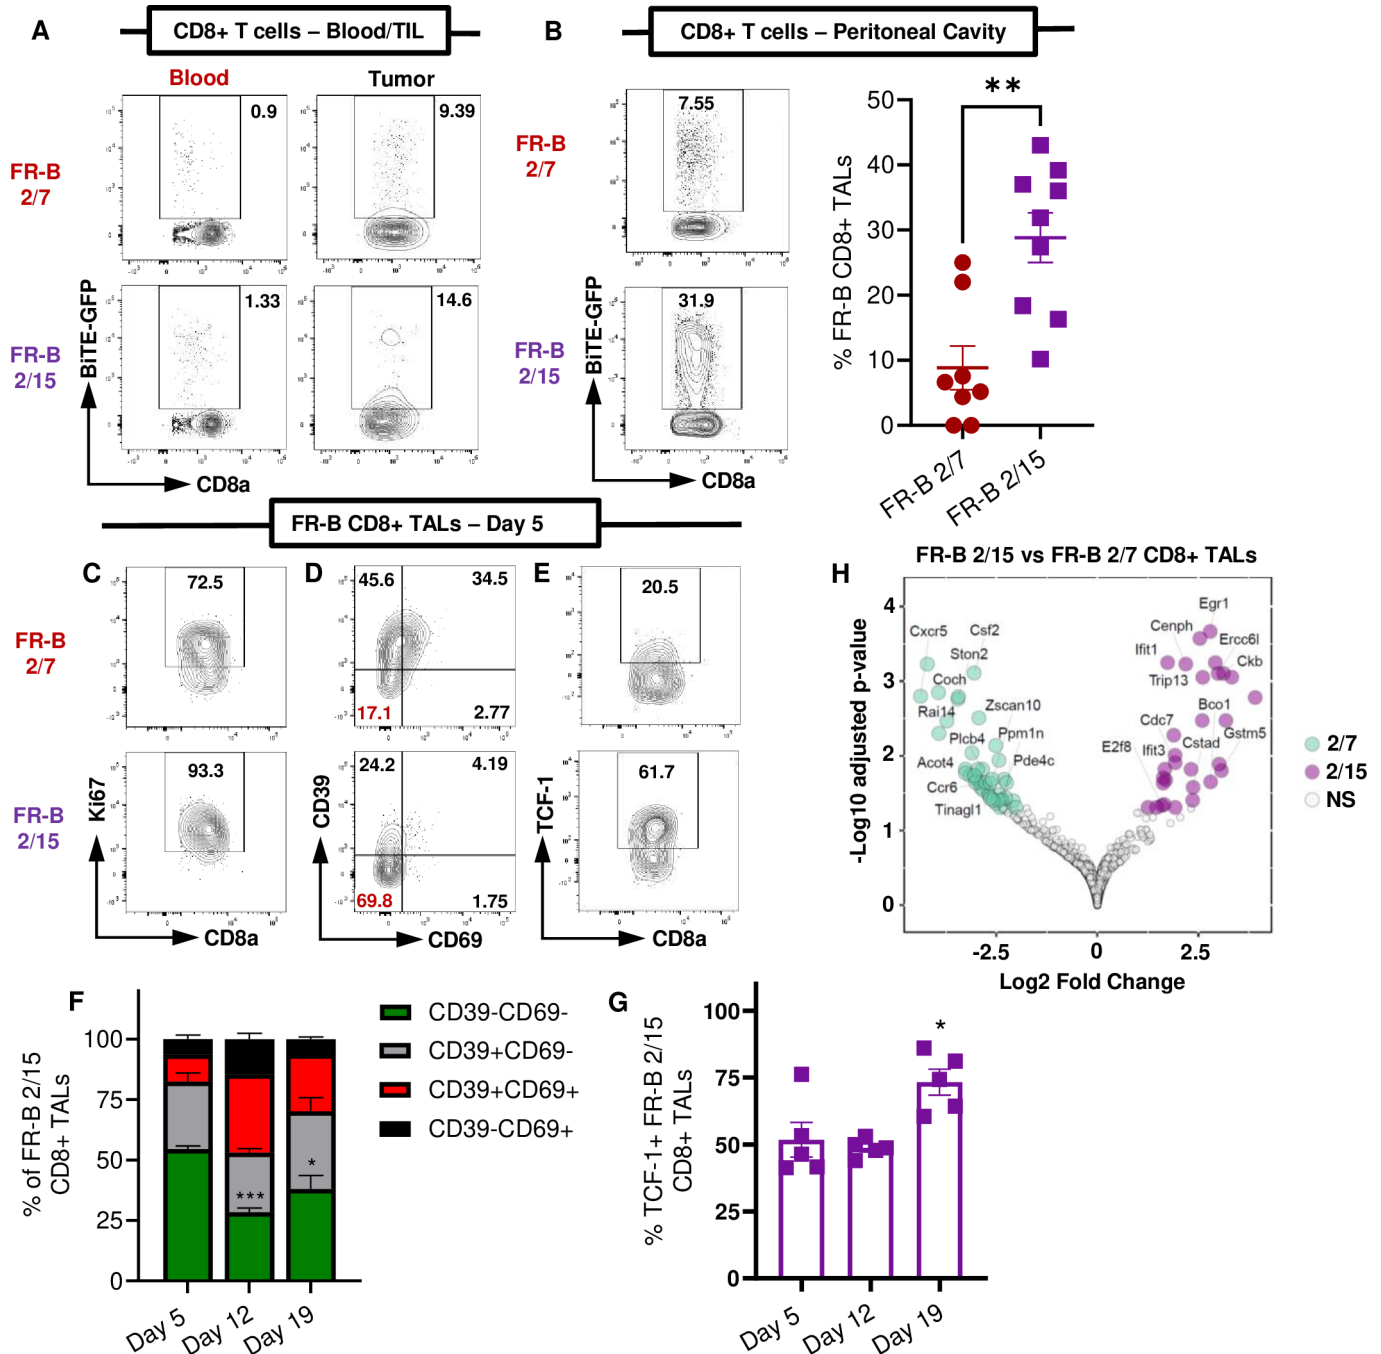 A
CD8+ T cells – Blood/TIL
Blood
Tumor
FR-B
2/7
0.9
9.39
FR-B
2/15
1.33
14.6
BiTE-GFP
CD8a
B
CD8+ T cells – Peritoneal Cavity
FR-B
2/7
7.55
FR-B
2/15
31.9
BiTE-GFP
CD8a
**
% FR-B CD8+ TALs
50
40
30
20
10
0
FR-B 2/7
FR-B 2/15
FR-B CD8+ TALs – Day 5
C
FR-B
2/7
72.5
FR-B
2/15
93.3
Ki67
CD8a
D
45.6
34.5
17.1
2.77
24.2
4.19
69.8
1.75
CD39
CD69
E
20.5
61.7
TCF-1
CD8a
H
FR-B 2/15 vs FR-B 2/7 CD8+ TALs
-Log10 adjusted p-value
4
3
2
1
0
Egr1
Cenph
Ercc6l
Ifit1
Ckb
Trip13
Cxcr5
Csf2
Ston2
Coch
Rai14
Zscan10
Bco1
Cdc7
Gstm5
Plcb4
Ppm1n
E2f8
Ifit3
Cstad
Acot4
Pde4c
Ccr6
Tinagl1
-2.5
0
2.5
Log2 Fold Change
2/7
2/15
NS
F
% of FR-B 2/15
CD8+ TALs
100
75
50
25
0
***
*
Day 5
Day 12
Day 19
CD39-CD69-
CD39+CD69-
CD39+CD69+
CD39-CD69+
G
% TCF-1+ FR-B 2/15
CD8+ TALs
100
75
50
25
0
*
Day 5
Day 12
Day 19